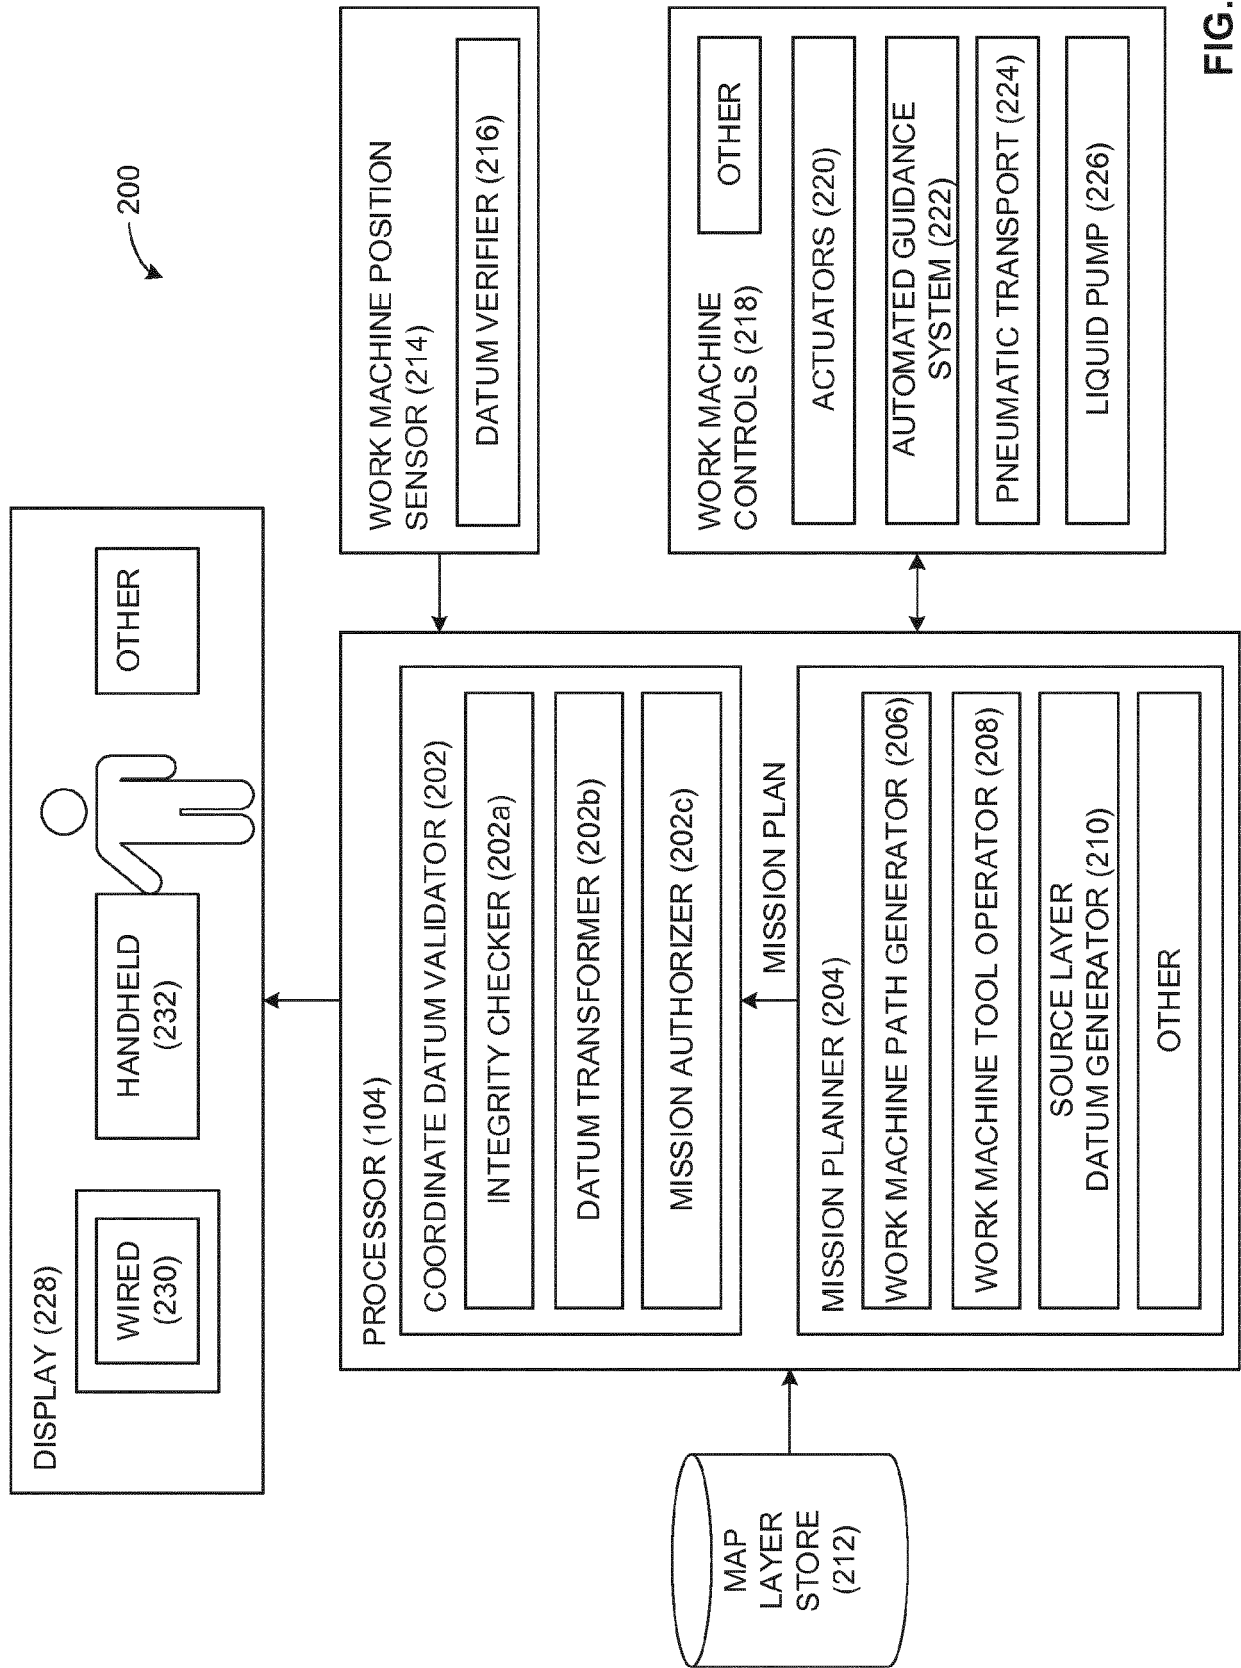 200
DISPLAY (228)
WIRED
(230)
HANDHELD
(232)
OTHER
PROCESSOR (104)
COORDINATE DATUM VALIDATOR (202)
INTEGRITY CHECKER (202a)
DATUM TRANSFORMER (202b)
MISSION AUTHORIZER (202c)
MISSION PLAN
MISSION PLANNER (204)
WORK MACHINE PATH GENERATOR (206)
WORK MACHINE TOOL OPERATOR (208)
SOURCE LAYER
DATUM GENERATOR (210)
OTHER
MAP
LAYER
STORE
(212)
WORK MACHINE POSITION
SENSOR (214)
DATUM VERIFIER (216)
WORK MACHINE
CONTROLS (218)
OTHER
ACTUATORS (220)
AUTOMATED GUIDANCE
SYSTEM (222)
PNEUMATIC TRANSPORT (224)
LIQUID PUMP (226)
FIG.